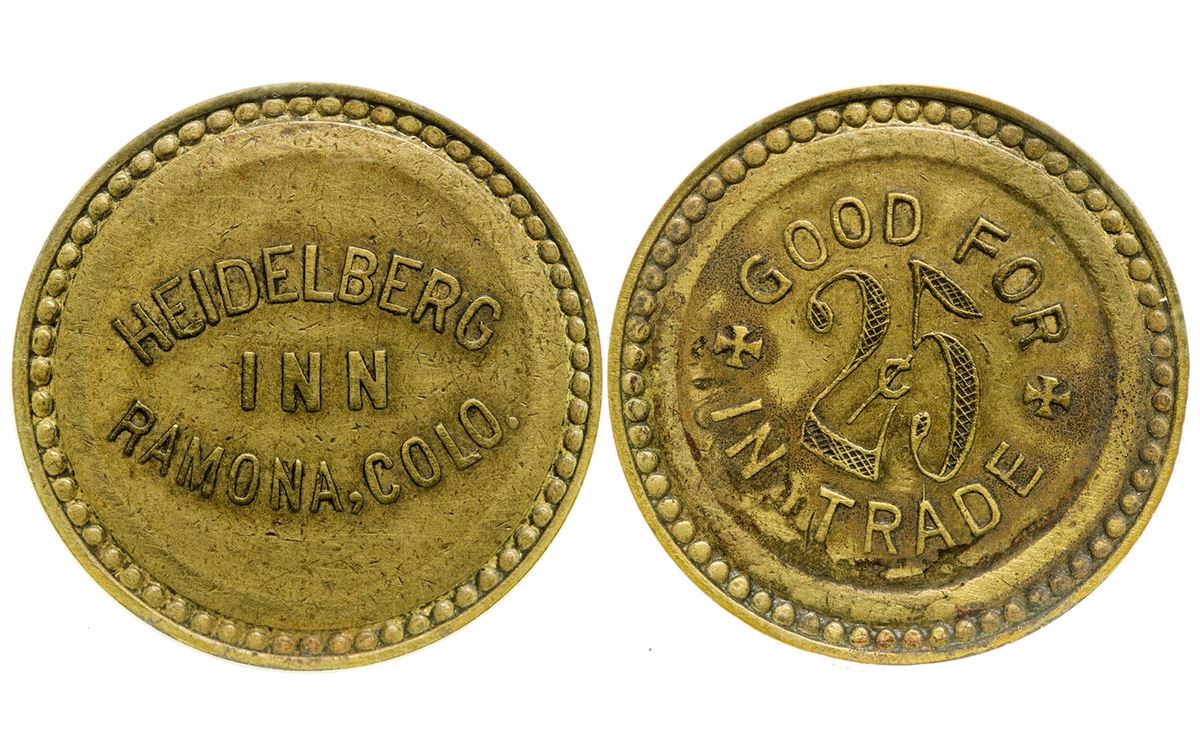 HEIDELBERG
INN
RAMONA, COLO.
GOOD FOR
25¢
IN TRADE